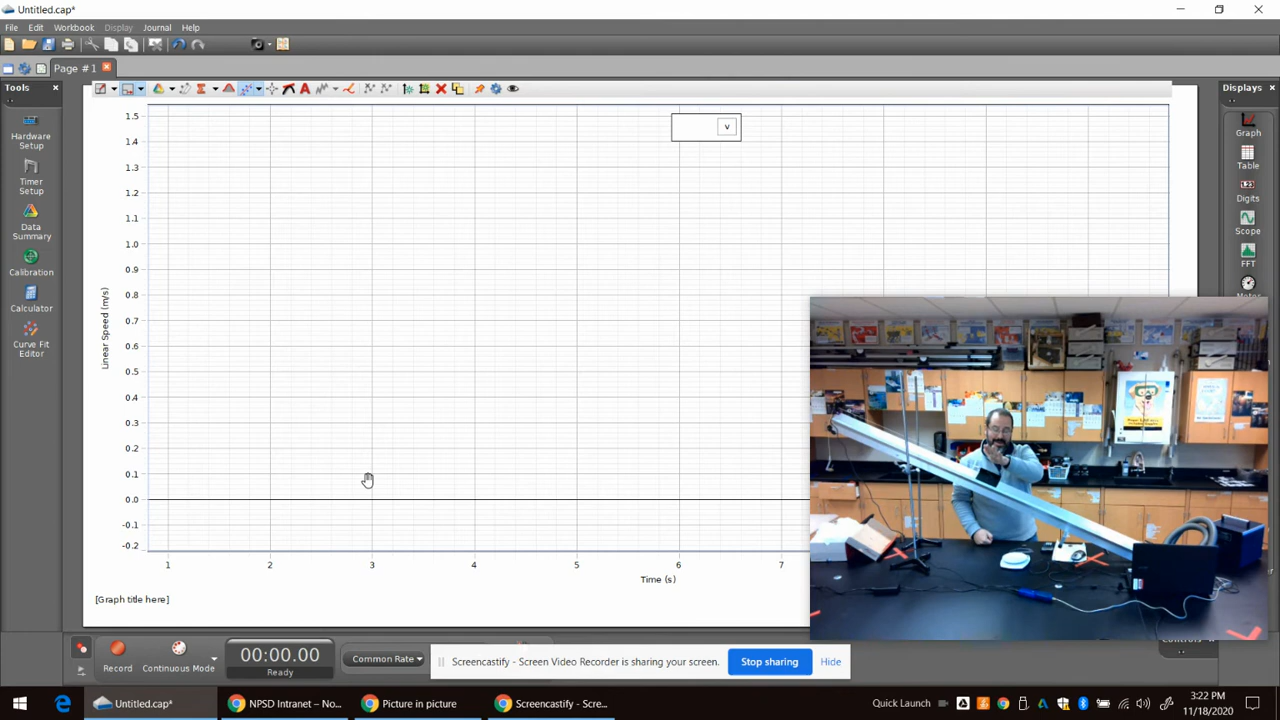 Untitled.cap*
File Edit Workbook Display Journal Help
Page #1
Tools
Displays
Hardware
Setup
Timer
Setup
Data
Summary
Calibration
Calculator
Curve Fit
Editor
Graph
Table
1.23
Digits
Scope
FFT
A
v
1.5
1.4
1.3
1.2
1.1
1.0
0.9
0.8
0.7
0.6
0.5
0.4
0.3
0.2
0.1
0.0
-0.1
-0.2
Linear Speed (m/s)
1 2 3 4 5 6 7
Time (s)
[Graph title here]
Record
Continuous Mode
00:00.00
Ready
Common Rate
Screencastify - Screen Video Recorder is sharing your screen.
Stop sharing
Hide
Untitled.cap*
NPSD Intranet – No...
Picture in picture
Screencastify - Scre...
Quick Launch
3:22 PM
11/18/2020